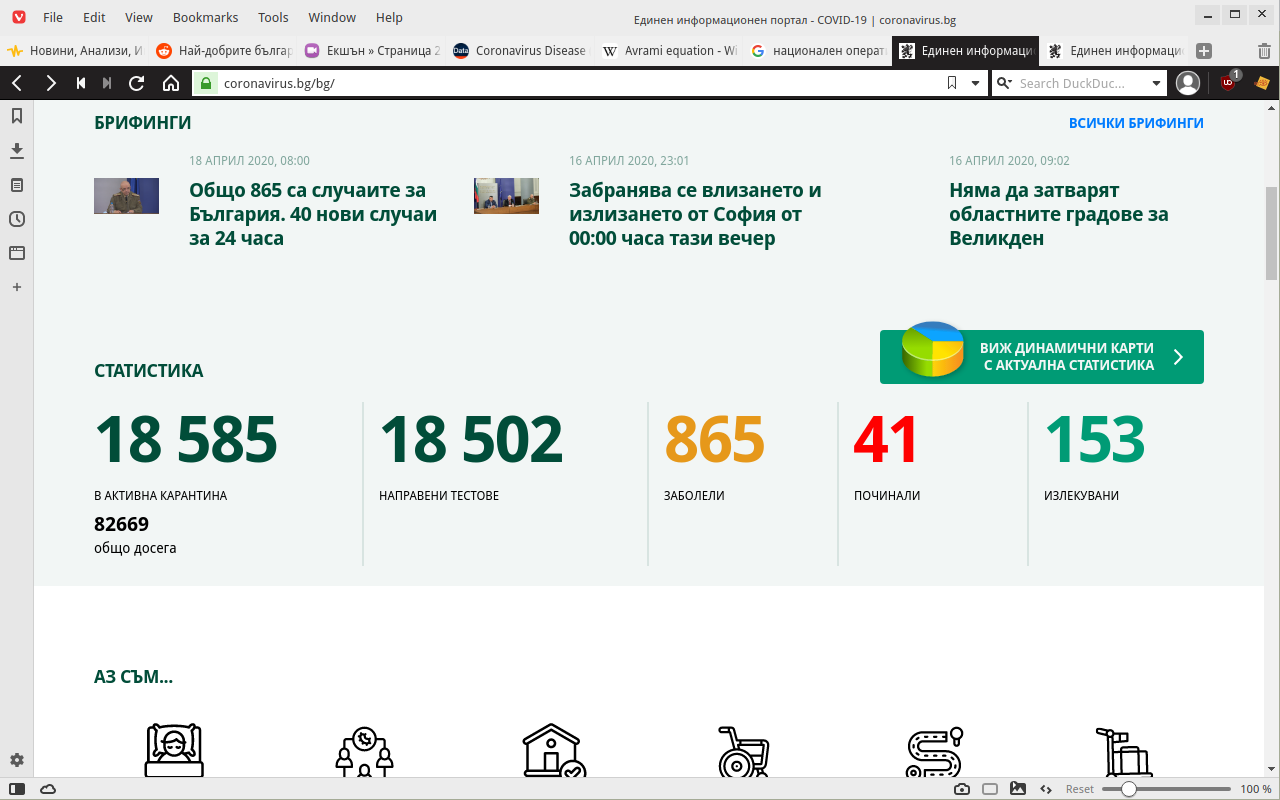 File Edit View Bookmarks Tools Window Help
Единен информационен портал - COVID-19 | coronavirus.bg
Новини, Анализи, И
Най-добрите българ
Екшън » Страница 2
Data
Coronavirus Disease
W
Avrami equation - Wi
национален операт
Единен информаци
Единен информаци
coronavirus.bg/bg/
Search DuckDuc...
1
БРИФИНГИ
ВСИЧКИ БРИФИНГИ
18 АПРИЛ 2020, 08:00
Общо 865 са случаите за
България. 40 нови случаи
за 24 часа
16 АПРИЛ 2020, 23:01
Забранява се влизането и
излизането от София от
00:00 часа тази вечер
16 АПРИЛ 2020, 09:02
Няма да затварят
областните градове за
Великден
ВИЖ ДИНАМИЧНИ КАРТИ
С АКТУАЛНА СТАТИСТИКА
СТАТИСТИКА
18 585
В АКТИВНА КАРАНТИНА
82669
общо досега
18 502
НАПРАВЕНИ ТЕСТОВЕ
865
ЗАБОЛЕЛИ
41
ПОЧИНАЛИ
153
ИЗЛЕКУВАНИ
АЗ СЪМ...
Reset
100 %